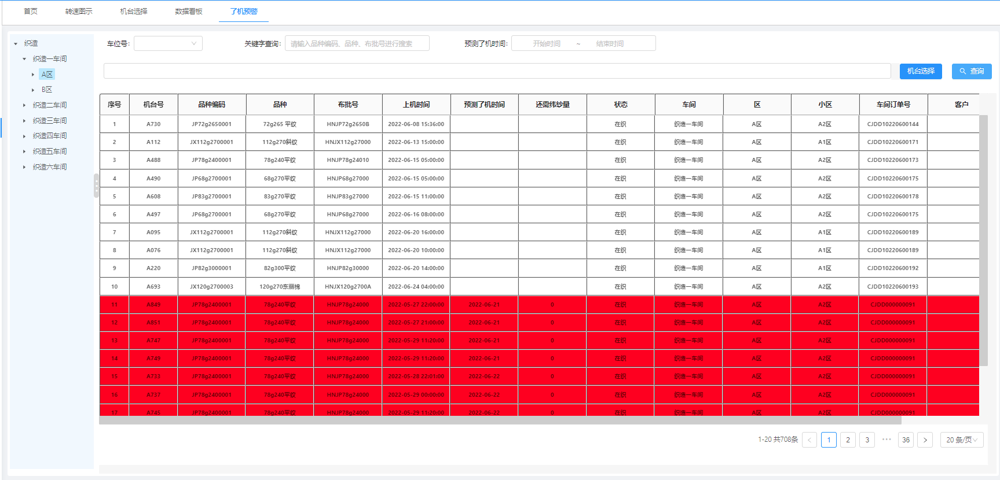 首页 转速图示 机台选择 数据看板 了机预警
织造
织造一车间
A区
B区
织造二车间
织造三车间
织造四车间
织造五车间
织造六车间
车位号: 关键字查询: 请输入品种编码、品种、布批号进行搜索 预测了机时间: 开始时间 ~ 结束时间
机台选择 查询
序号 机台号 品种编码 品种 布批号 上机时间 预测了机时间 还需纬纱量 状态 车间 区 小区 车间订单号 客户
1 A730 JP72g2650001 72g265 平纹 HNJP72g2650B 2022-06-08 15:36:00 在织 织造一车间 A区 A2区 CJDD10220600144
2 A112 JX112g2700001 112g270斜纹 HNJX112g27000 2022-06-13 15:00:00 在织 织造一车间 A区 A1区 CJDD10220600171
3 A488 JP78g2400001 78g240平纹 HNJP78g24010 2022-06-15 05:00:00 在织 织造一车间 A区 A2区 CJDD10220600173
4 A490 JP68g2700001 68g270平纹 HNJP68g27000 2022-06-15 05:00:00 在织 织造一车间 A区 A2区 CJDD10220600175
5 A608 JP83g2700001 83g270平纹 HNJP83g27000 2022-06-15 11:00:00 在织 织造一车间 A区 A2区 CJDD10220600178
6 A497 JP68g2700001 68g270平纹 HNJP68g27000 2022-06-16 08:00:00 在织 织造一车间 A区 A2区 CJDD10220600175
7 A095 JX112g2700001 112g270斜纹 HNJX112g27000 2022-06-20 16:00:00 在织 织造一车间 A区 A1区 CJDD10220600189
8 A076 JX112g2700001 112g270斜纹 HNJX112g27000 2022-06-20 10:00:00 在织 织造一车间 A区 A1区 CJDD10220600189
9 A220 JP82g3000001 82g300平纹 HNJP82g30000 2022-06-20 14:00:00 在织 织造一车间 A区 A1区 CJDD10220600192
10 A693 JX120g2700003 120g270东丽棉 HNJX120g2700A 2022-06-24 04:00:00 在织 织造一车间 A区 A2区 CJDD10220600193
11 A849 JP78g2400001 78g240平纹 HNJP78g24000 2022-05-27 22:00:00 2022-06-21 0 在织 织造一车间 A区 A2区 CJDD000000091
12 A851 JP78g2400001 78g240平纹 HNJP78g24000 2022-05-27 21:00:00 2022-06-21 0 在织 织造一车间 A区 A2区 CJDD000000091
13 A747 JP78g2400001 78g240平纹 HNJP78g24000 2022-05-29 11:20:00 2022-06-21 0 在织 织造一车间 A区 A2区 CJDD000000091
14 A749 JP78g2400001 78g240平纹 HNJP78g24000 2022-05-29 11:20:00 2022-06-21 0 在织 织造一车间 A区 A2区 CJDD000000091
15 A733 JP78g2400001 78g240平纹 HNJP78g24000 2022-05-28 22:01:00 2022-06-22 0 在织 织造一车间 A区 A2区 CJDD000000091
16 A737 JP78g2400001 78g240平纹 HNJP78g24000 2022-05-29 00:00:00 2022-06-22 0 在织 织造一车间 A区 A2区 CJDD000000091
17 A745 JP78g2400001 78g240平纹 HNJP78g24000 2022-05-29 11:20:00 2022-06-22 0 在织 织造一车间 A区 A2区 CJDD000000091
1-20 共708条 < 1 2 3 ••• 36 > 20 条/页